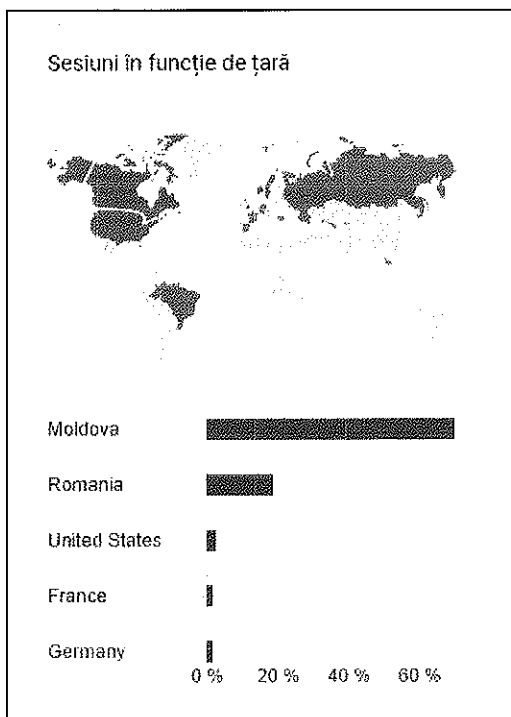 Sesiuni în funcție de țară
Moldova
Romania
United States
France
Germany
0 % 20 % 40 % 60 %